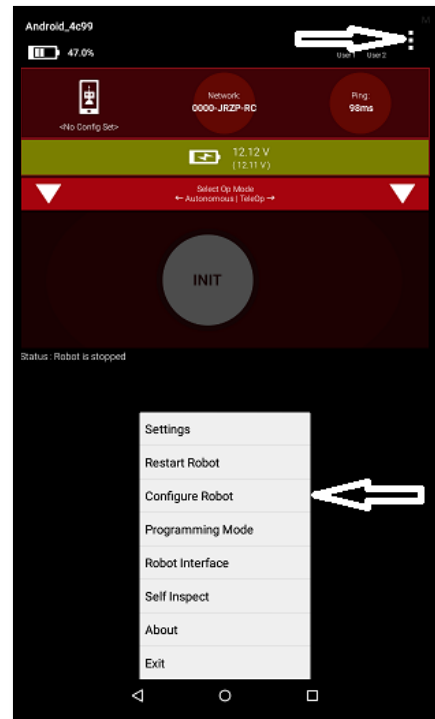 Android_4c99
M
47.0%
User1 User2
Network:
0000-JRZP-RC
Ping:
98ms
<No Config Set>
12.12 V
(12.11 V)
Select Op Mode
← Autonomous | TeleOp →
INIT
Status : Robot is stopped
Settings
Restart Robot
Configure Robot
Programming Mode
Robot Interface
Self Inspect
About
Exit